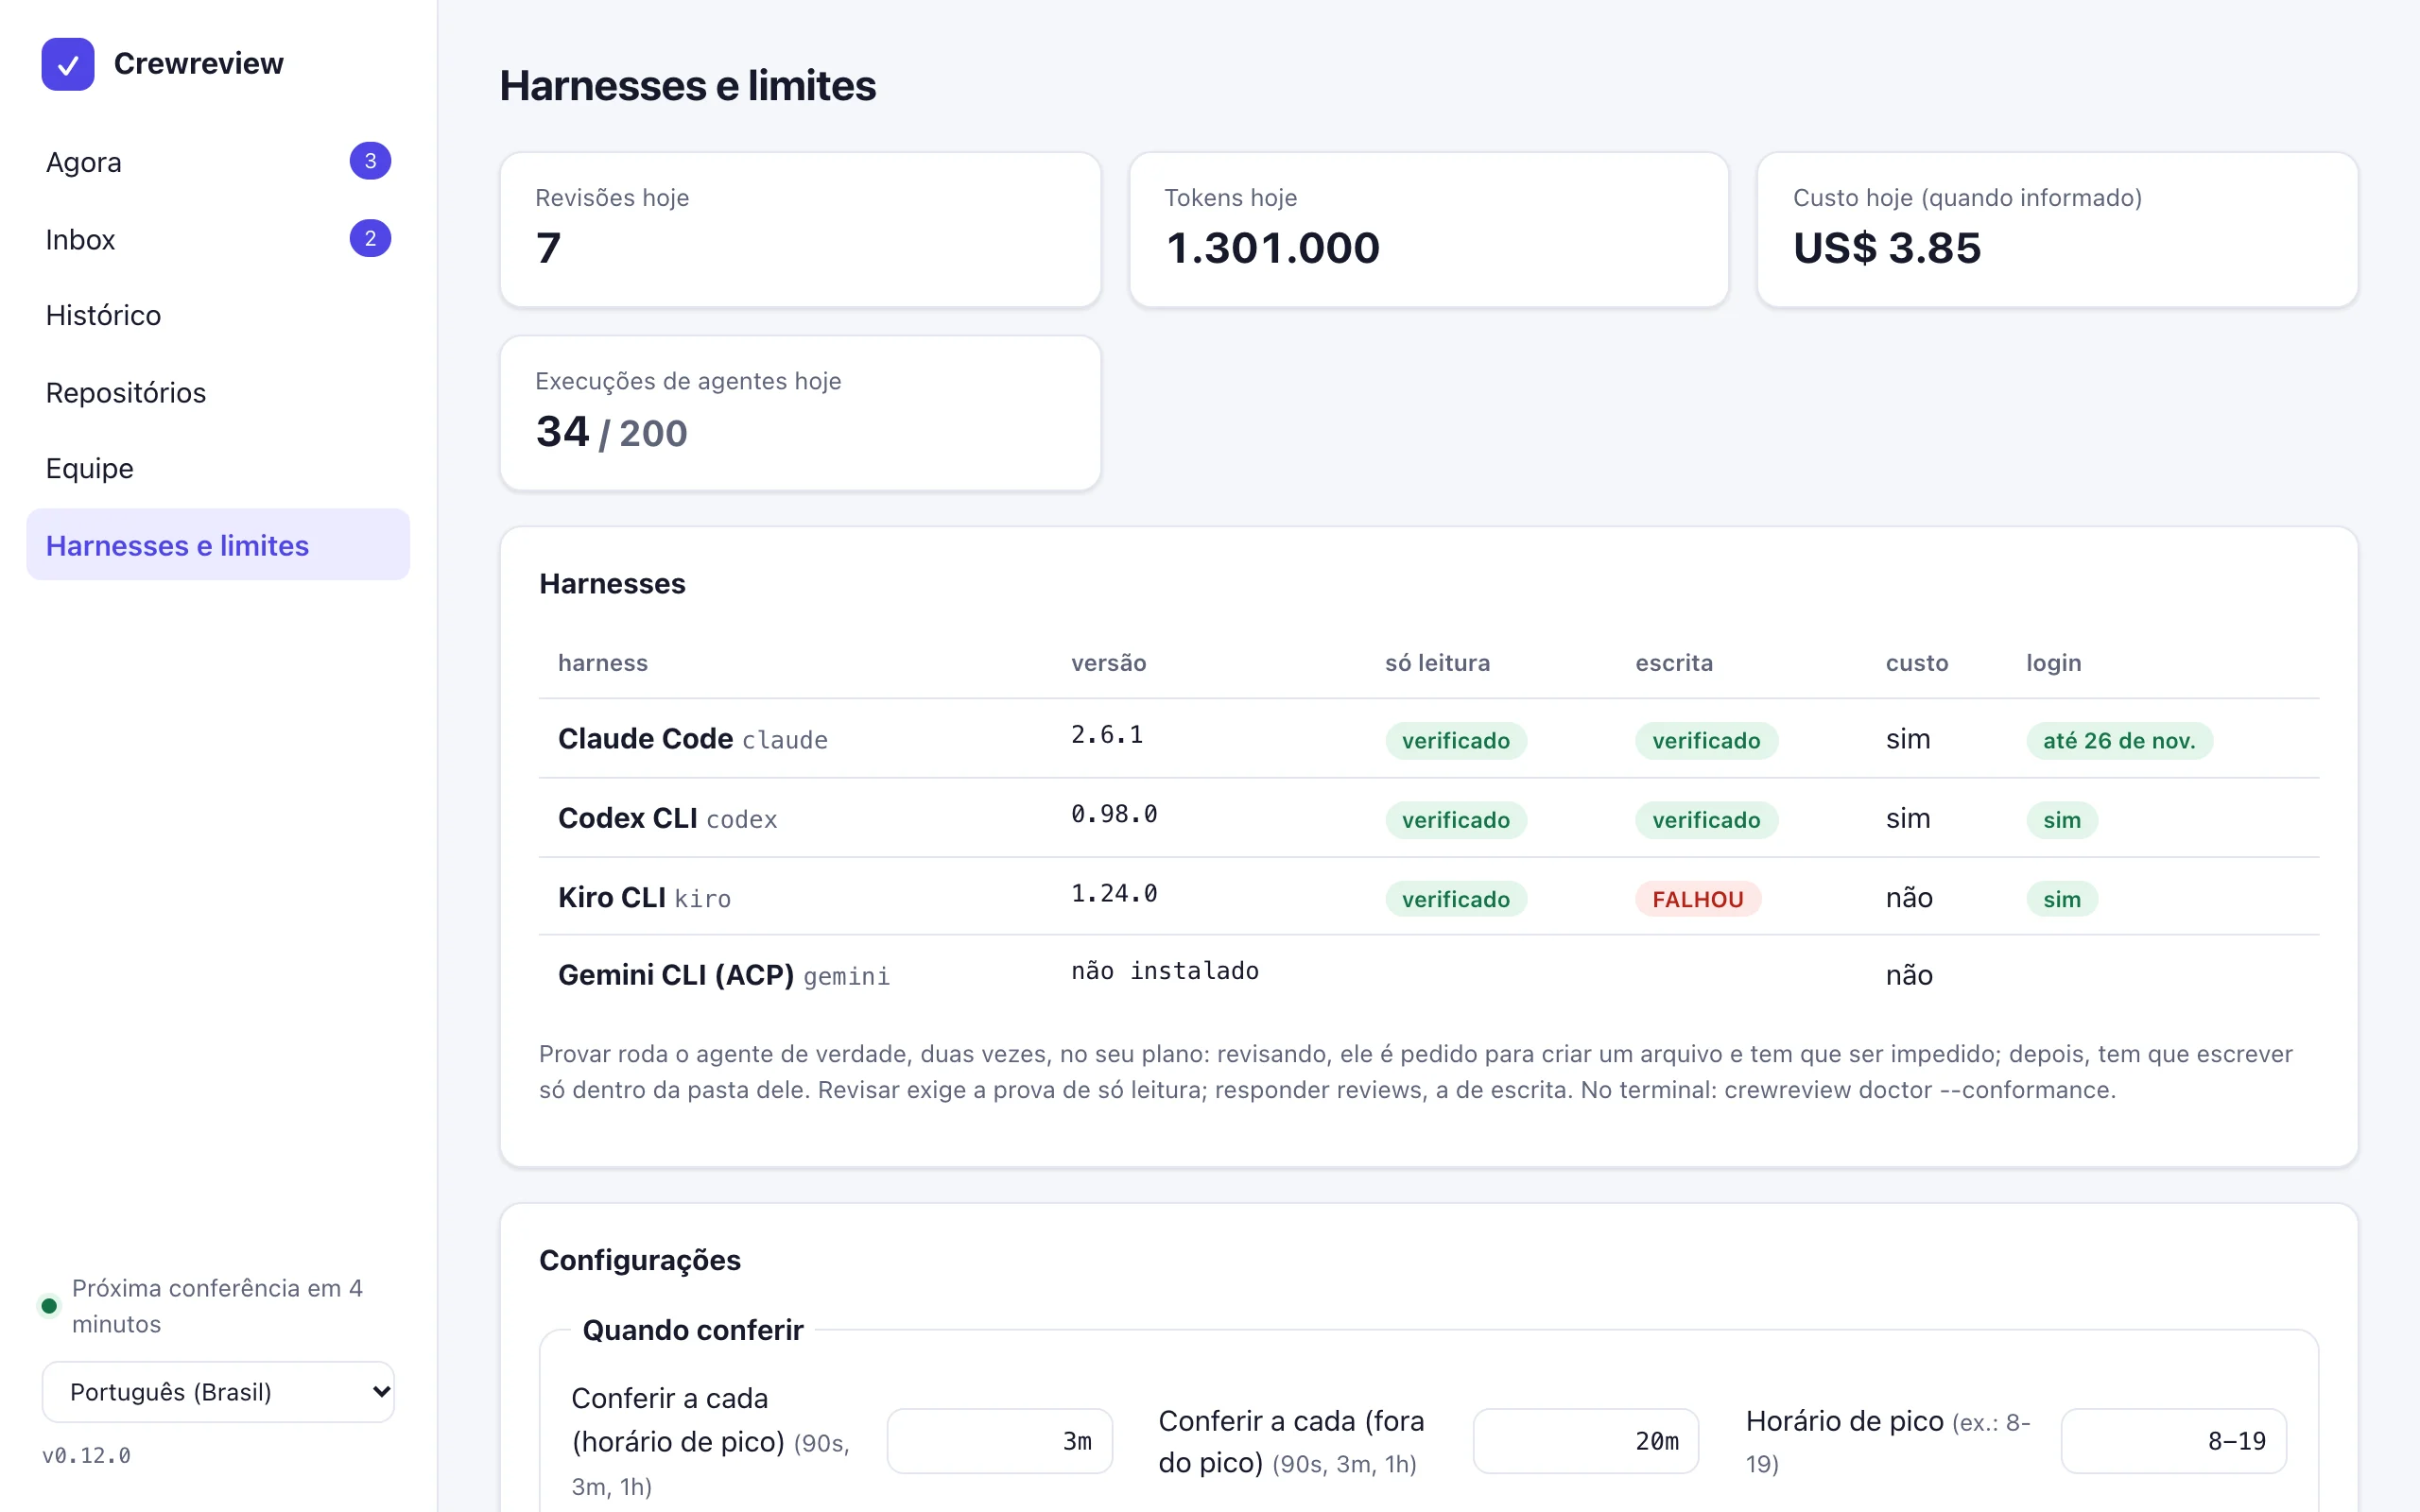 Crewreview
Agora 3
Inbox 2
Histórico
Repositórios
Equipe
Harnesses e limites
Próxima conferência em 4
minutos
Português (Brasil)
v0.12.0
Harnesses e limites
Revisões hoje
7
Tokens hoje
1.301.000
Custo hoje (quando informado)
US$ 3.85
Execuções de agentes hoje
34 / 200
Harnesses
harness versão só leitura escrita custo login
Claude Code claude 2.6.1 verificado verificado sim até 26 de nov.
Codex CLI codex 0.98.0 verificado verificado sim sim
Kiro CLI kiro 1.24.0 verificado FALHOU não sim
Gemini CLI (ACP) gemini não instalado não
Provar roda o agente de verdade, duas vezes, no seu plano: revisando, ele é pedido para criar um arquivo e tem que ser impedido; depois, tem que escrever
só dentro da pasta dele. Revisar exige a prova de só leitura; responder reviews, a de escrita. No terminal: crewreview doctor --conformance.
Configurações
Quando conferir
Conferir a cada
(horário de pico) (90s,
3m, 1h)
3m
Conferir a cada (fora
do pico) (90s, 3m, 1h)
20m
Horário de pico (ex.: 8-
19)
8–19